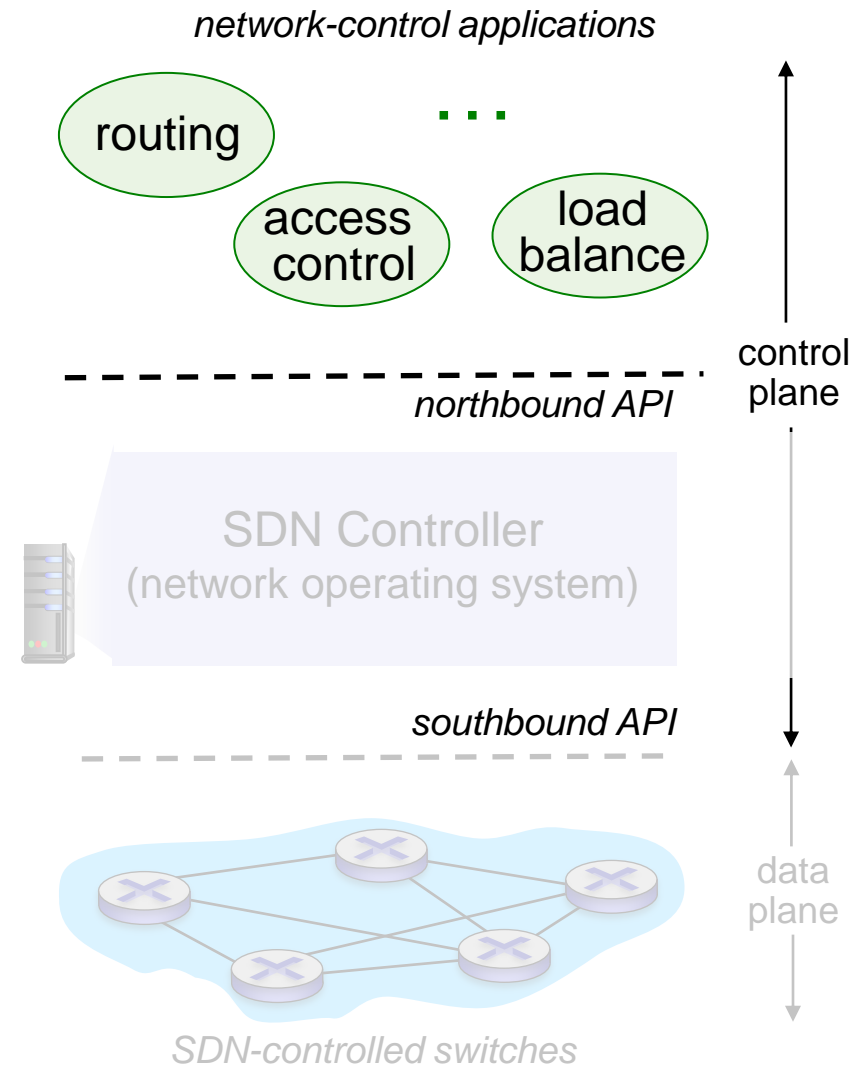 network-control applications
routing
...
access
control
load
balance
control
plane
northbound API
SDN Controller
(network operating system)
southbound API
data
plane
SDN-controlled switches